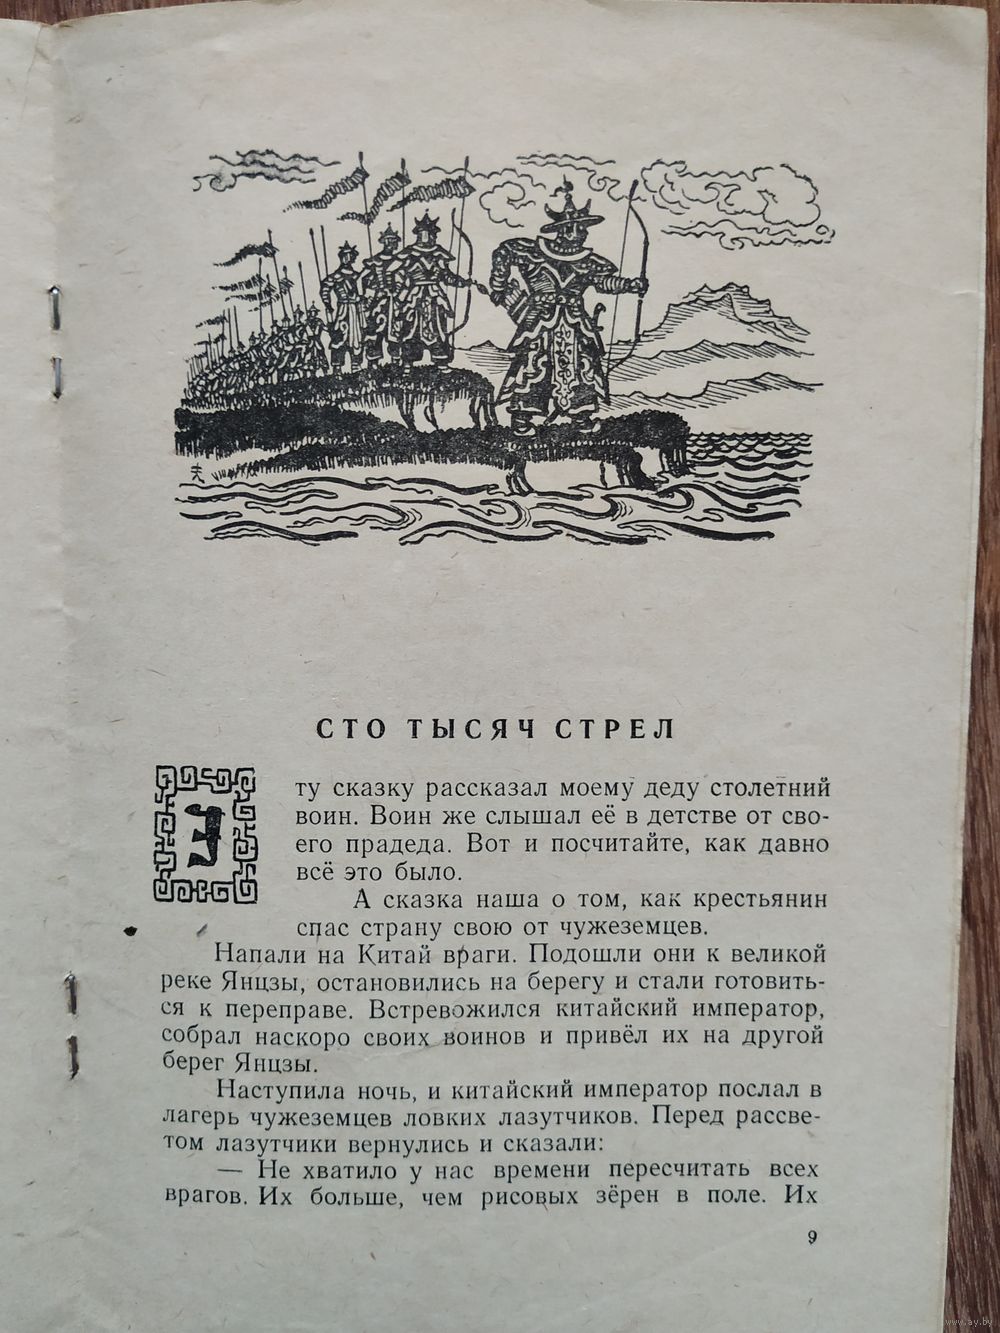 СТО ТЫСЯЧ СТРЕЛ
Эту сказку рассказал моему деду столетний
воин. Воин же слышал её в детстве от сво-
его прадеда. Вот и посчитайте, как давно
всё это было.
А сказка наша о том, как крестьянин
спас страну свою от чужеземцев.
Напали на Китай враги. Подошли они к великой
реке Янцзы, остановились на берегу и стали готовить-
ся к переправе. Встревожился китайский император,
собрал наскоро своих воинов и привёл их на другой
берег Янцзы.
Наступила ночь, и китайский император послал в
лагерь чужеземцев ловких лазутчиков. Перед рассве-
том лазутчики вернулись и сказали:
— Не хватило у нас времени пересчитать всех
врагов. Их больше, чем рисовых зёрен в поле. Их
9
www.ay.by